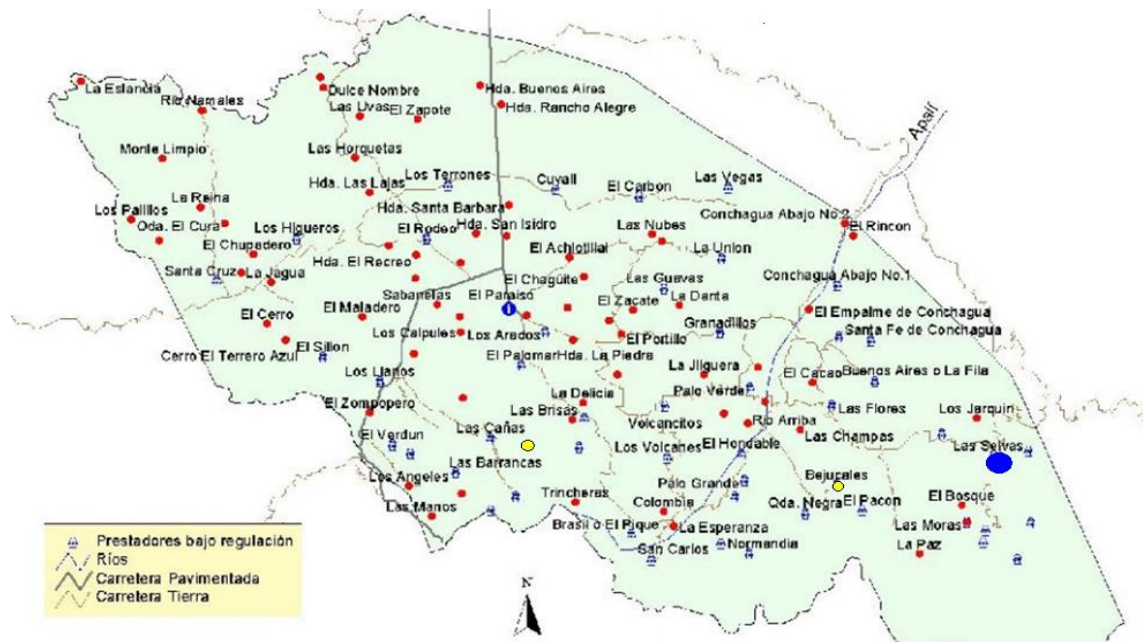 La Eslancia
Rio Namales
Dulce Nombre
Las Uvas
El Zapote
Hda. Buenos Aires
Hda. Rancho Alegre
Apalí
Monte Limpio
Las Horquetas
Los Terrones
Cuyali
El Carbon
Las Vegas
Hda. Las Lajas
La Reina
Los Palillos
Qda. El Cura
Hda. Santa Barbara
Conchagua Abajo No.2
El Rincon
Los Higueros
El Rodeo
Hda. San Isidro
Las Nubes
El Chupadero
El Achiotillal
La Union
Hda. El Recreo
Santa Cruz
La Jagua
El Chagüite
Las Guavas
Conchagua Abajo No.1
Sabanetas
El Paraiso
El Maladero
El Zacate
La Danta
El Empalme de Conchagua
El Cerro
Los Calpules
Los Arados
Granadillos
Santa Fe de Conchagua
El Portillo
El Sillon
Cerro El Terrero Azul
El Palomar
Hda. La Piedra
La Jilguera
El Cacao
Buenos Aires o La Fila
Los Llanos
Palo Verde
La Delicia
El Zompopero
Las Brisas
Las Flores
Los Jarquin
Volcancitos
Rio Arriba
Las Cañas
El Verdun
Las Champas
Los Volcanes
El Hondable
Las Selvas
Las Barrancas
Los Angeles
Bejucales
Palo Grande
Trincheras
El Bosque
Colombia
Qda. Negra
El Pacon
Las Manos
Brasil o El Pique
La Esperanza
Las Moras
San Carlos
Normandia
La Paz
Prestadores bajo regulación
Ríos
Carretera Pavimentada
Carretera Tierra
N